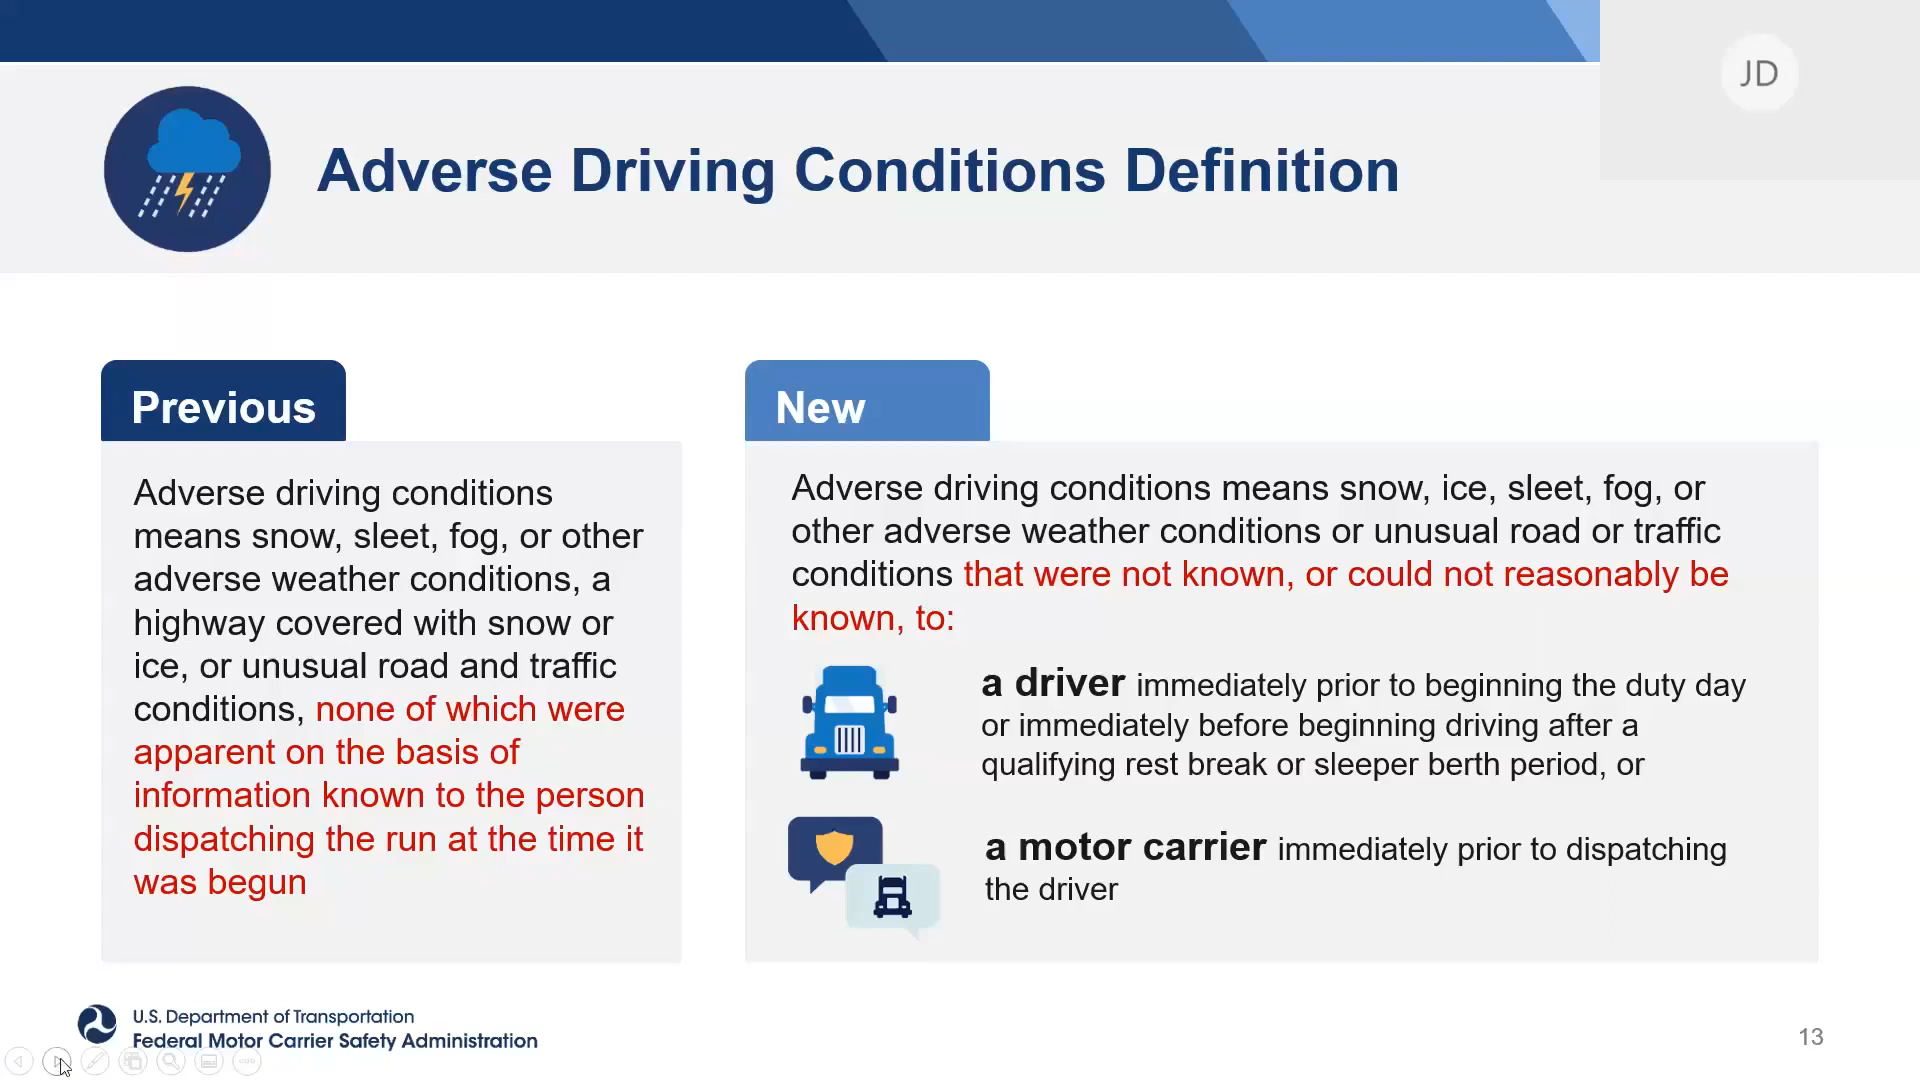 JD
Adverse Driving Conditions Definition
Previous
Adverse driving conditions
means snow, sleet, fog, or other
adverse weather conditions, a
highway covered with snow or
ice, or unusual road and traffic
conditions, none of which were
apparent on the basis of
information known to the person
dispatching the run at the time it
was begun
New
Adverse driving conditions means snow, ice, sleet, fog, or
other adverse weather conditions or unusual road or traffic
conditions that were not known, or could not reasonably be
known, to:
a driver immediately prior to beginning the duty day
or immediately before beginning driving after a
qualifying rest break or sleeper berth period, or
a motor carrier immediately prior to dispatching
the driver
U.S. Department of Transportation
Federal Motor Carrier Safety Administration
13